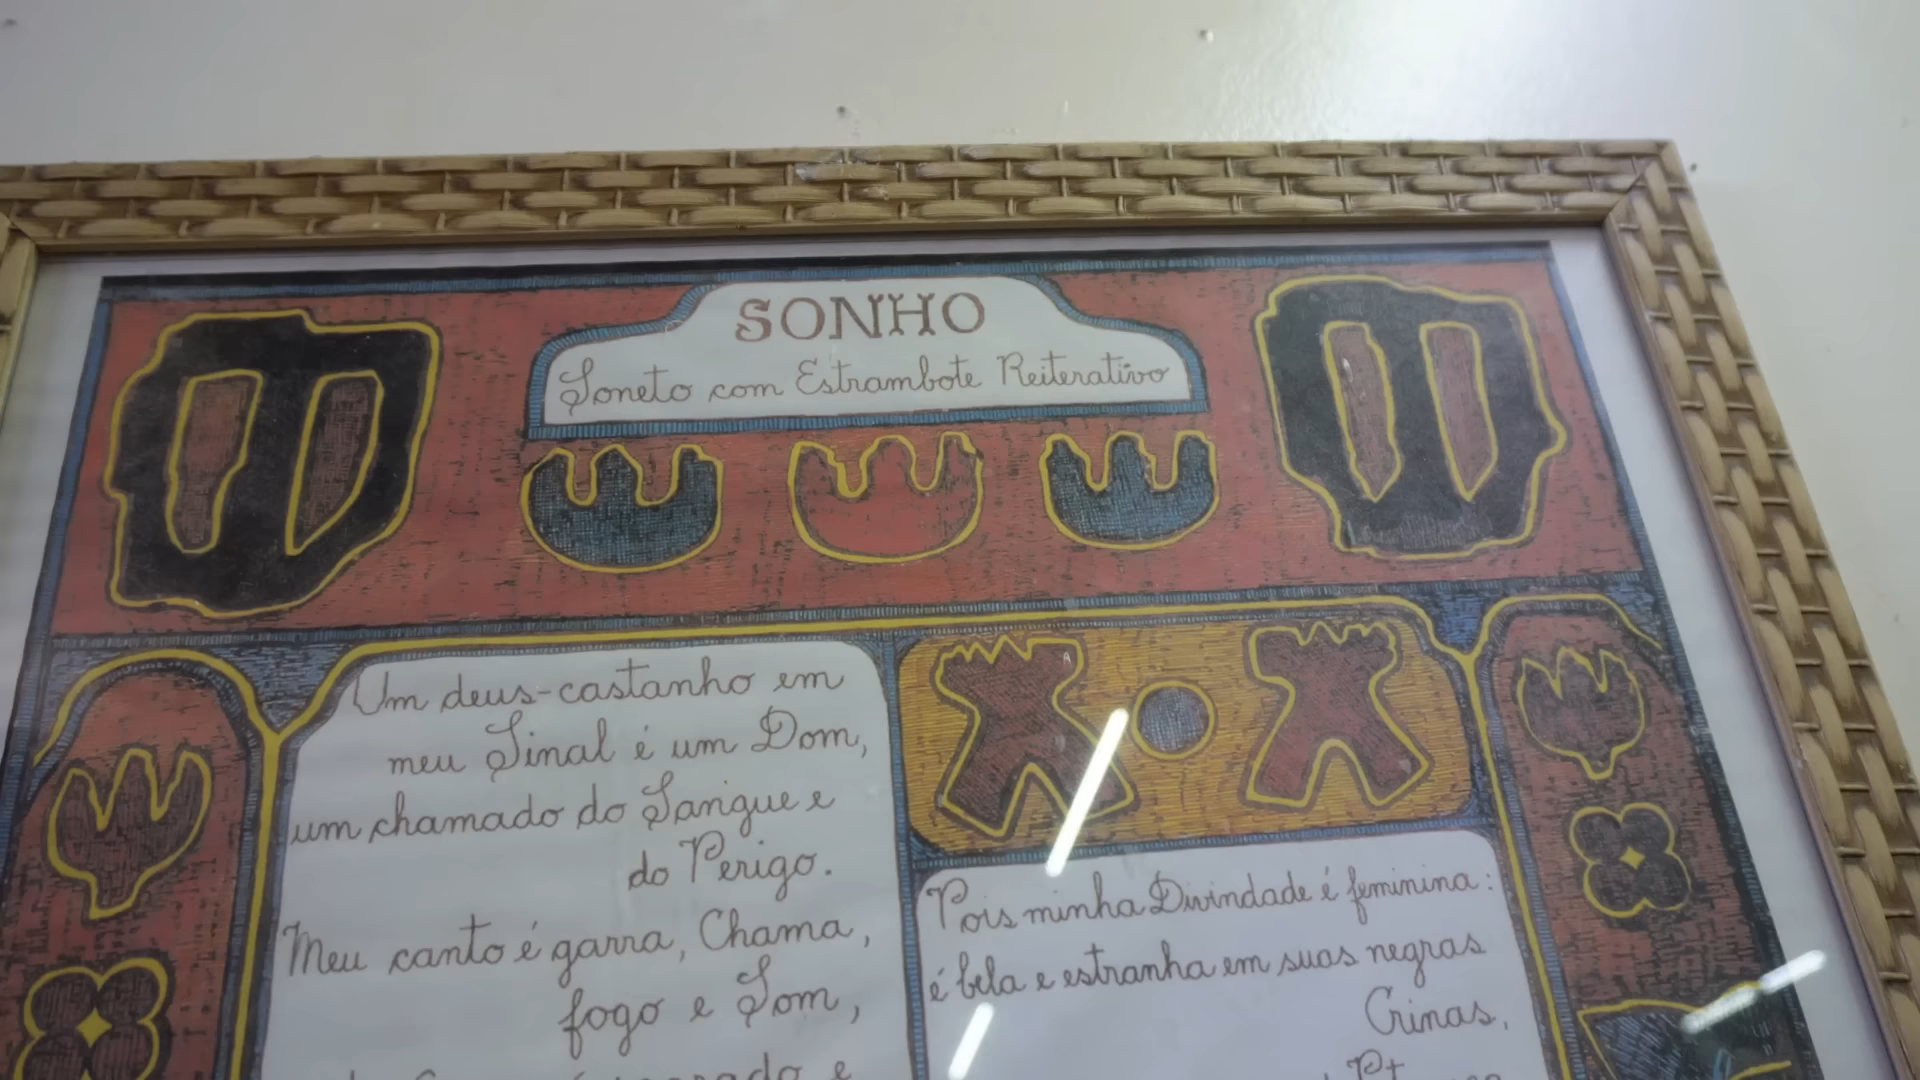 SONHO
Soneto com Estrambote Reiterativo
Um deus-castanho em
meu Sinal é um Dom,
um chamado do Sangue e
do Perigo.
Meu canto é garra, Chama,
fogo e Som,
e
Pois minha Divindade é feminina:
é bela e estranha em suas negras
Crinas,